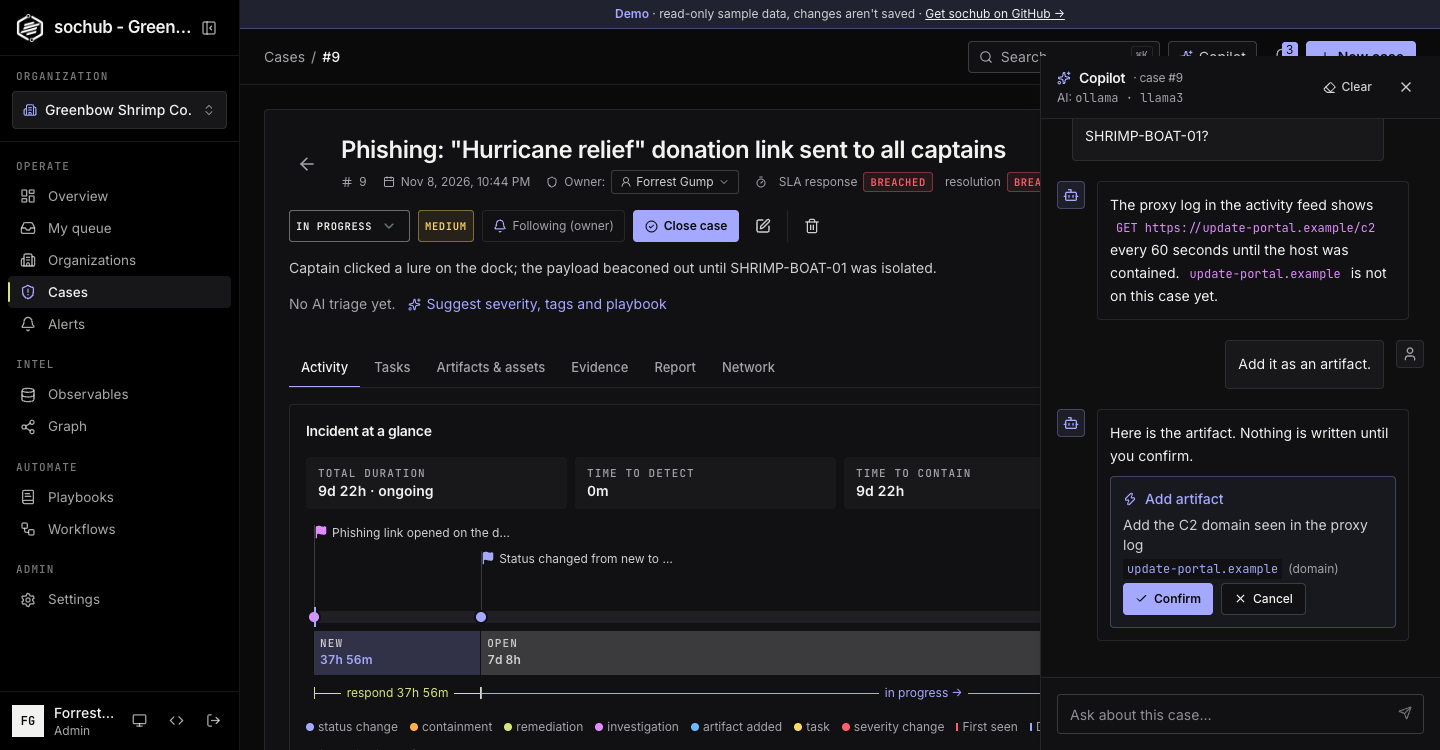 sochub - Green...
ORGANIZATION
Greenbow Shrimp Co.
OPERATE
Overview
My queue
Organizations
Cases
Alerts
INTEL
Observables
Graph
AUTOMATE
Playbooks
Workflows
ADMIN
Settings
FG
Forrest...
Admin
Demo · read-only sample data, changes aren't saved · Get sochub on GitHub →
Cases / #9
Search
⌘K
Copilot
3
New case
Phishing: "Hurricane relief" donation link sent to all captains
# 9
Nov 8, 2026, 10:44 PM
Owner:
Forrest Gump
SLA response
BREACHED
resolution
BREA
IN PROGRESS
MEDIUM
Following (owner)
Close case
Captain clicked a lure on the dock; the payload beaconed out until SHRIMP-BOAT-01 was isolated.
No AI triage yet.
Suggest severity, tags and playbook
Activity
Tasks
Artifacts & assets
Evidence
Report
Network
Incident at a glance
TOTAL DURATION
9d 22h · ongoing
TIME TO DETECT
0m
TIME TO CONTAIN
9d 22h
Phishing link opened on the d...
Status changed from new to ...
NEW
37h 56m
OPEN
7d 8h
respond 37h 56m
in progress →
status change
containment
remediation
investigation
artifact added
task
severity change
First seen
Copilot · case #9
AI: ollama · llama3
Clear
SHRIMP-BOAT-01?
The proxy log in the activity feed shows
GET https://update-portal.example/c2
every 60 seconds until the host was
contained. update-portal.example is not
on this case yet.
Add it as an artifact.
Here is the artifact. Nothing is written until
you confirm.
Add artifact
Add the C2 domain seen in the proxy
log
update-portal.example (domain)
Confirm
Cancel
Ask about this case...